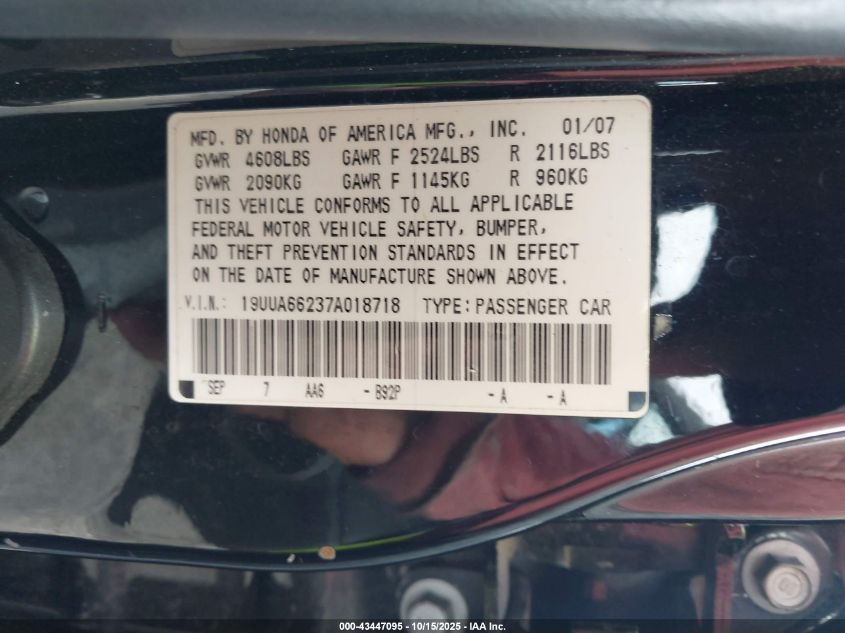 MFD. BY HONDA OF AMERICA MFG., INC. 01/07
GVWR 4608LBS GAWR F 2524LBS R 2116LBS
GVWR 2090KG GAWR F 1145KG R 960KG
THIS VEHICLE CONFORMS TO ALL APPLICABLE
FEDERAL MOTOR VEHICLE SAFETY, BUMPER,
AND THEFT PREVENTION STANDARDS IN EFFECT
ON THE DATE OF MANUFACTURE SHOWN ABOVE.
V.I.N.: 19UUA66237A018718 TYPE: PASSENGER CAR
SEP 7 AA6 - B92P - A - A
000-43447095 - 10/15/2025 - IAA Inc.